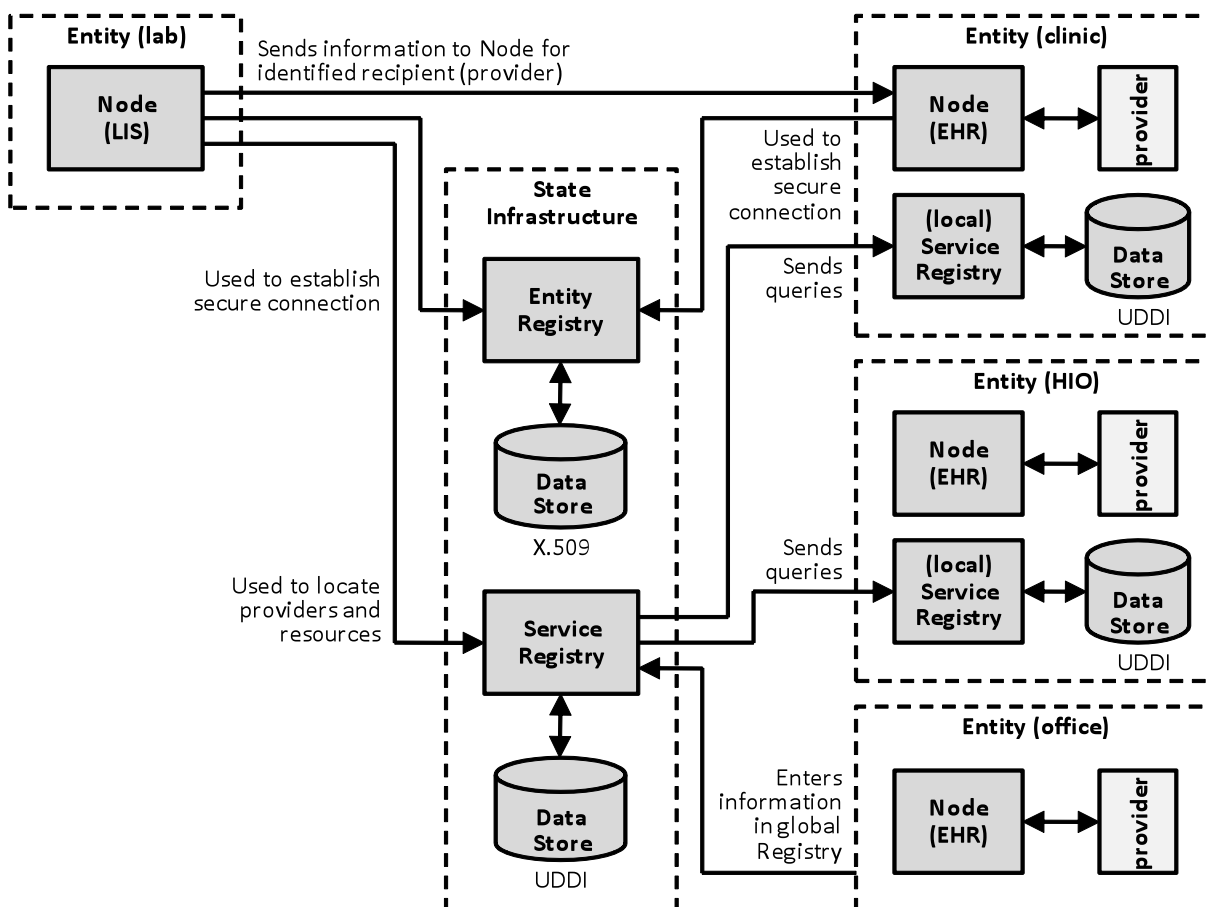 Entity (lab)
Node
(LIS)
Sends information to Node for
identified recipient (provider)
Entity (clinic)
Node
(EHR)
provider
Used to
establish
secure
connection
(local)
Service
Registry
Data
Store
UDDI
Sends
queries
State
Infrastructure
Used to establish
secure connection
Entity
Registry
Data
Store
X.509
Entity (HIO)
Node
(EHR)
provider
Sends
queries
(local)
Service
Registry
Data
Store
UDDI
Used to locate
providers and
resources
Service
Registry
Data
Store
UDDI
Entity (office)
Enters
information
in global
Registry
Node
(EHR)
provider